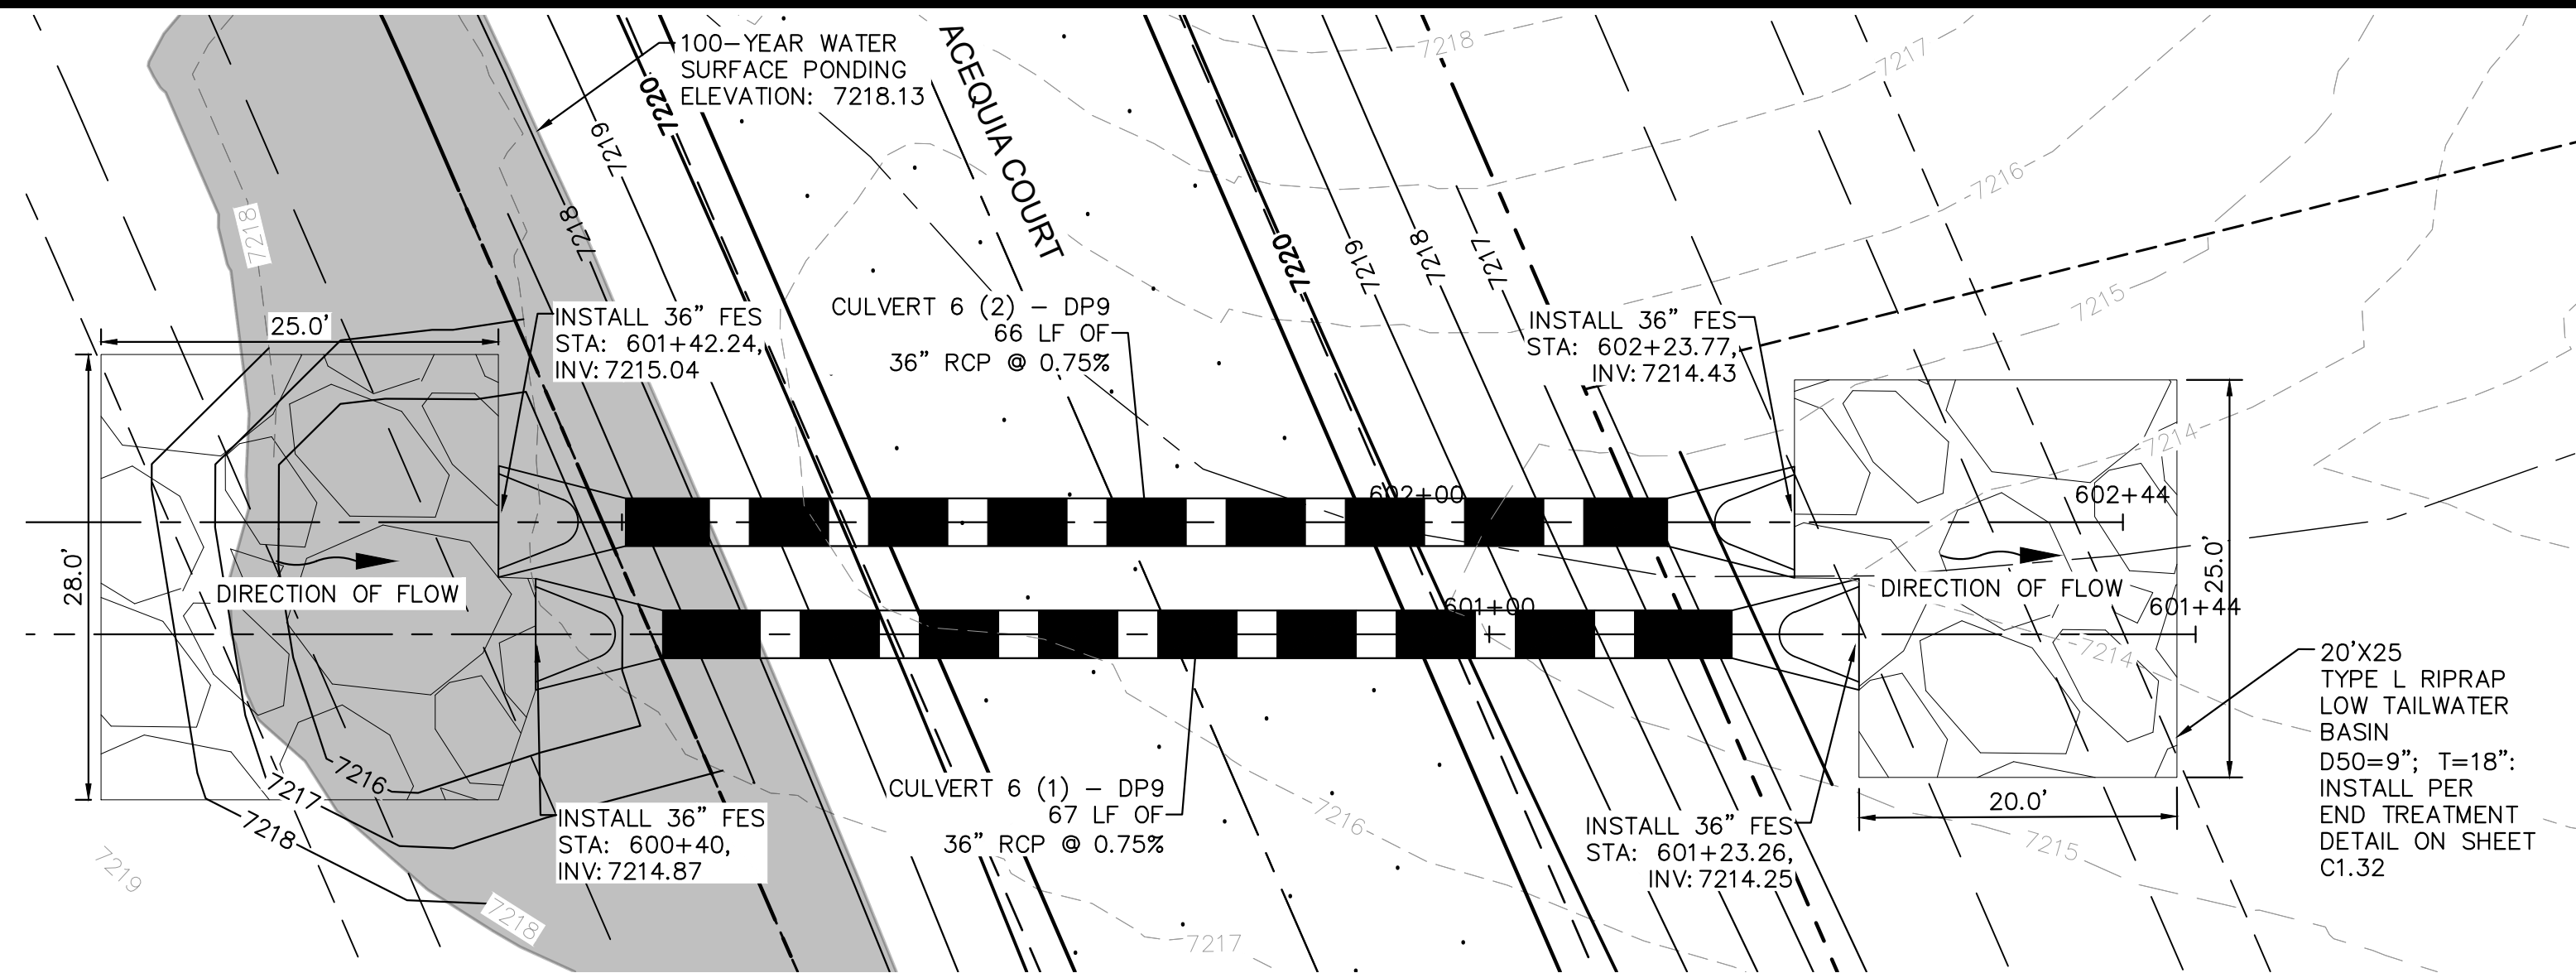 100-YEAR WATER
SURFACE PONDING
ELEVATION: 7218.13
ACEQUIA COURT
7220
7219
7218
7218
7218
7217
7216
7215
7220
7219
7218
7217
25.0'
28.0'
INSTALL 36" FES
STA: 601+42.24,
INV: 7215.04
CULVERT 6 (2) - DP9
66 LF OF
36" RCP @ 0.75%
INSTALL 36" FES
STA: 602+23.77,
INV: 7214.43
7214
602+00
602+44
DIRECTION OF FLOW
DIRECTION OF FLOW
25.0'
601+00
601+44
7214
20'X25
TYPE L RIPRAP
LOW TAILWATER
BASIN
D50=9"; T=18":
INSTALL PER
END TREATMENT
DETAIL ON SHEET
C1.32
7216
7217
7218
7219
7218
INSTALL 36" FES
STA: 600+40,
INV: 7214.87
CULVERT 6 (1) - DP9
67 LF OF
36" RCP @ 0.75%
INSTALL 36" FES
STA: 601+23.26,
INV: 7214.25
20.0'
7216
7215
7217